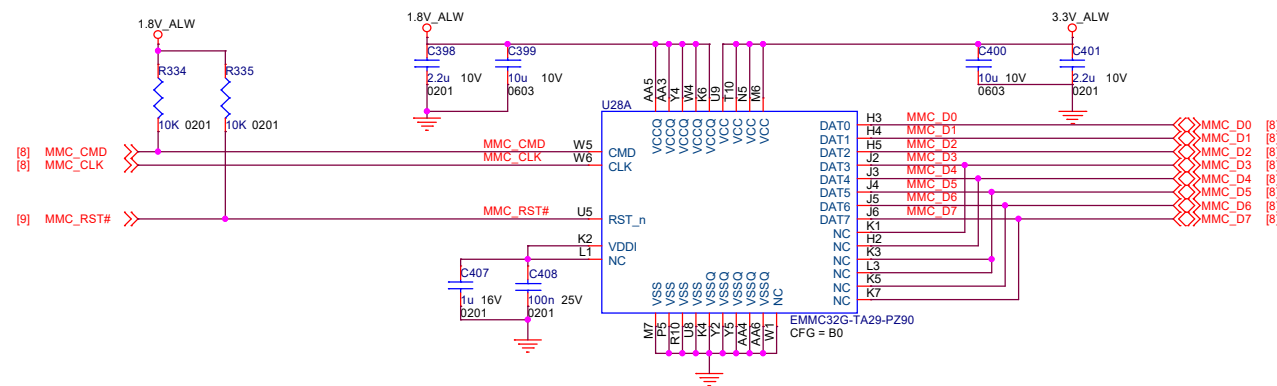 1.8V_ALW
R334
10K 0201
R335
10K 0201
1.8V_ALW
C398
2.2u 10V
0201
C399
10u 10V
0603
3.3V_ALW
C400
10u 10V
0603
C401
2.2u 10V
0201
[8] MMC_CMD
[8] MMC_CLK
[9] MMC_RST#
MMC_CMD W5
MMC_CLK W6
MMC_RST# U5
K2
L1
C407
1u 16V
0201
C408
100n 25V
0201
U28A
AA5 AA3 Y4 W4 K6 U9 T10 N5 M6
VCCQ VCCQ VCCQ VCCQ VCCQ VCC VCC VCC VCC
CMD
CLK
RST_n
VDDI
NC
DAT0 H3 MMC_D0
DAT1 H4 MMC_D1
DAT2 H5 MMC_D2
DAT3 J2 MMC_D3
DAT4 J3 MMC_D4
DAT5 J4 MMC_D5
DAT6 J5 MMC_D6
DAT7 J6 MMC_D7
NC K1
NC H2
NC K3
NC L3
NC K5
NC K7
VSS VSS VSS VSS VSSQ VSSQ VSSQ VSSQ VSSQ NC
M7 P5 R10 U8 K4 Y2 Y5 AA4 AA6 W1
EMMC32G-TA29-PZ90
CFG = B0
MMC_D0 [8]
MMC_D1 [8]
MMC_D2 [8]
MMC_D3 [8]
MMC_D4 [8]
MMC_D5 [8]
MMC_D6 [8]
MMC_D7 [8]